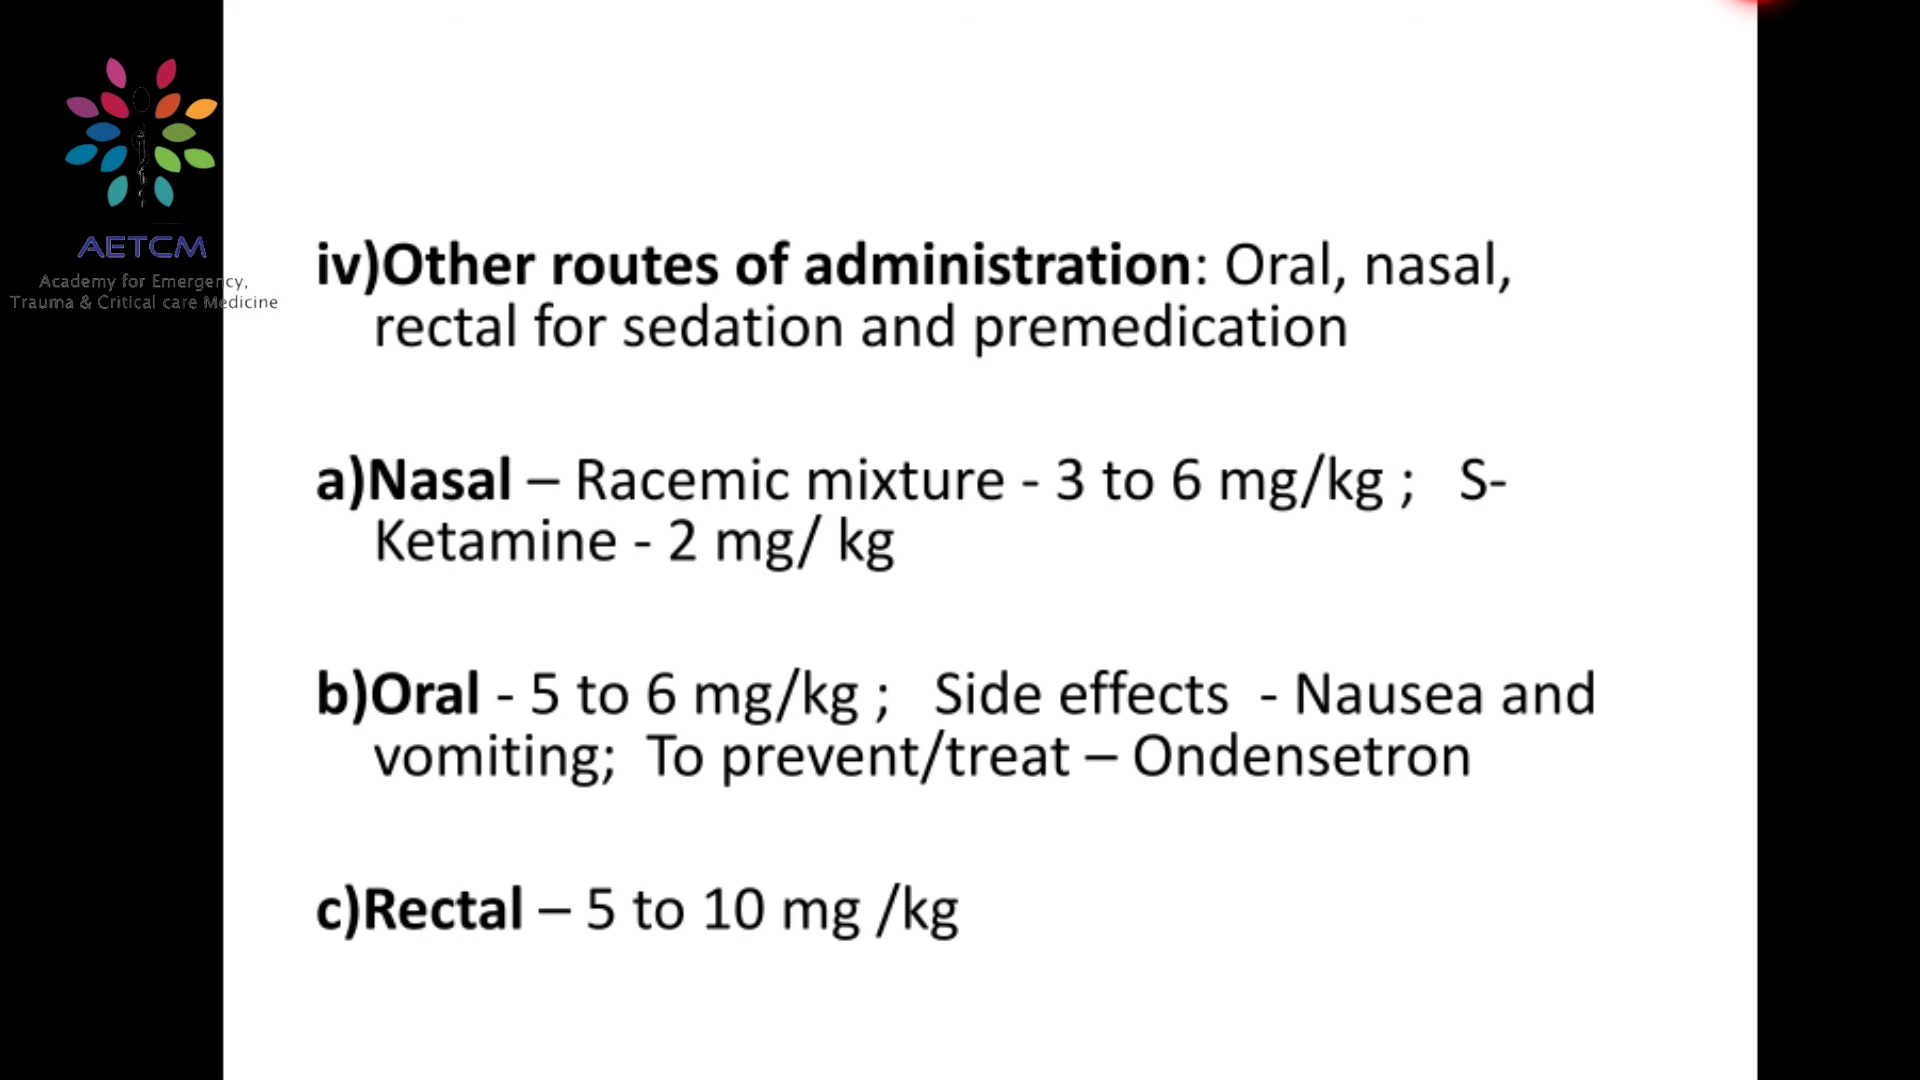 AETCM
Academy for Emergency,
Trauma & Critical care Medicine
iv)Other routes of administration: Oral, nasal,
rectal for sedation and premedication
a)Nasal – Racemic mixture - 3 to 6 mg/kg ; S-
Ketamine - 2 mg/ kg
b)Oral - 5 to 6 mg/kg ; Side effects - Nausea and
vomiting; To prevent/treat – Ondensetron
c)Rectal – 5 to 10 mg /kg